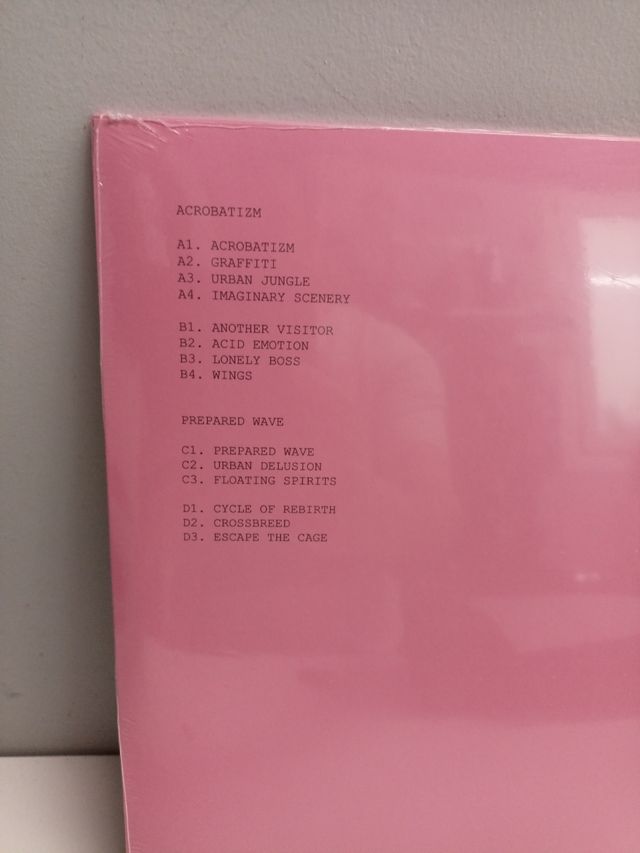 ACROBATIZM
A1. ACROBATIZM
A2. GRAFFITI
A3. URBAN JUNGLE
A4. IMAGINARY SCENERY
B1. ANOTHER VISITOR
B2. ACID EMOTION
B3. LONELY BOSS
B4. WINGS
PREPARED WAVE
C1. PREPARED WAVE
C2. URBAN DELUSION
C3. FLOATING SPIRITS
D1. CYCLE OF REBIRTH
D2. CROSSBREED
D3. ESCAPE THE CAGE